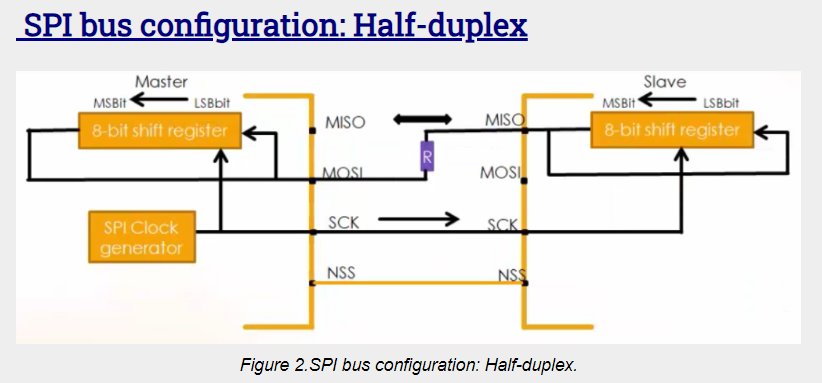 SPI bus configuration: Half-duplex
Master
Slave
MSBit LSBbit
MSBit LSBbit
8-bit shift register
8-bit shift register
MISO
MISO
R
MOSI
MOSI
SPI Clock
generator
SCK
SCK
NSS
NSS
Figure 2.SPI bus configuration: Half-duplex.